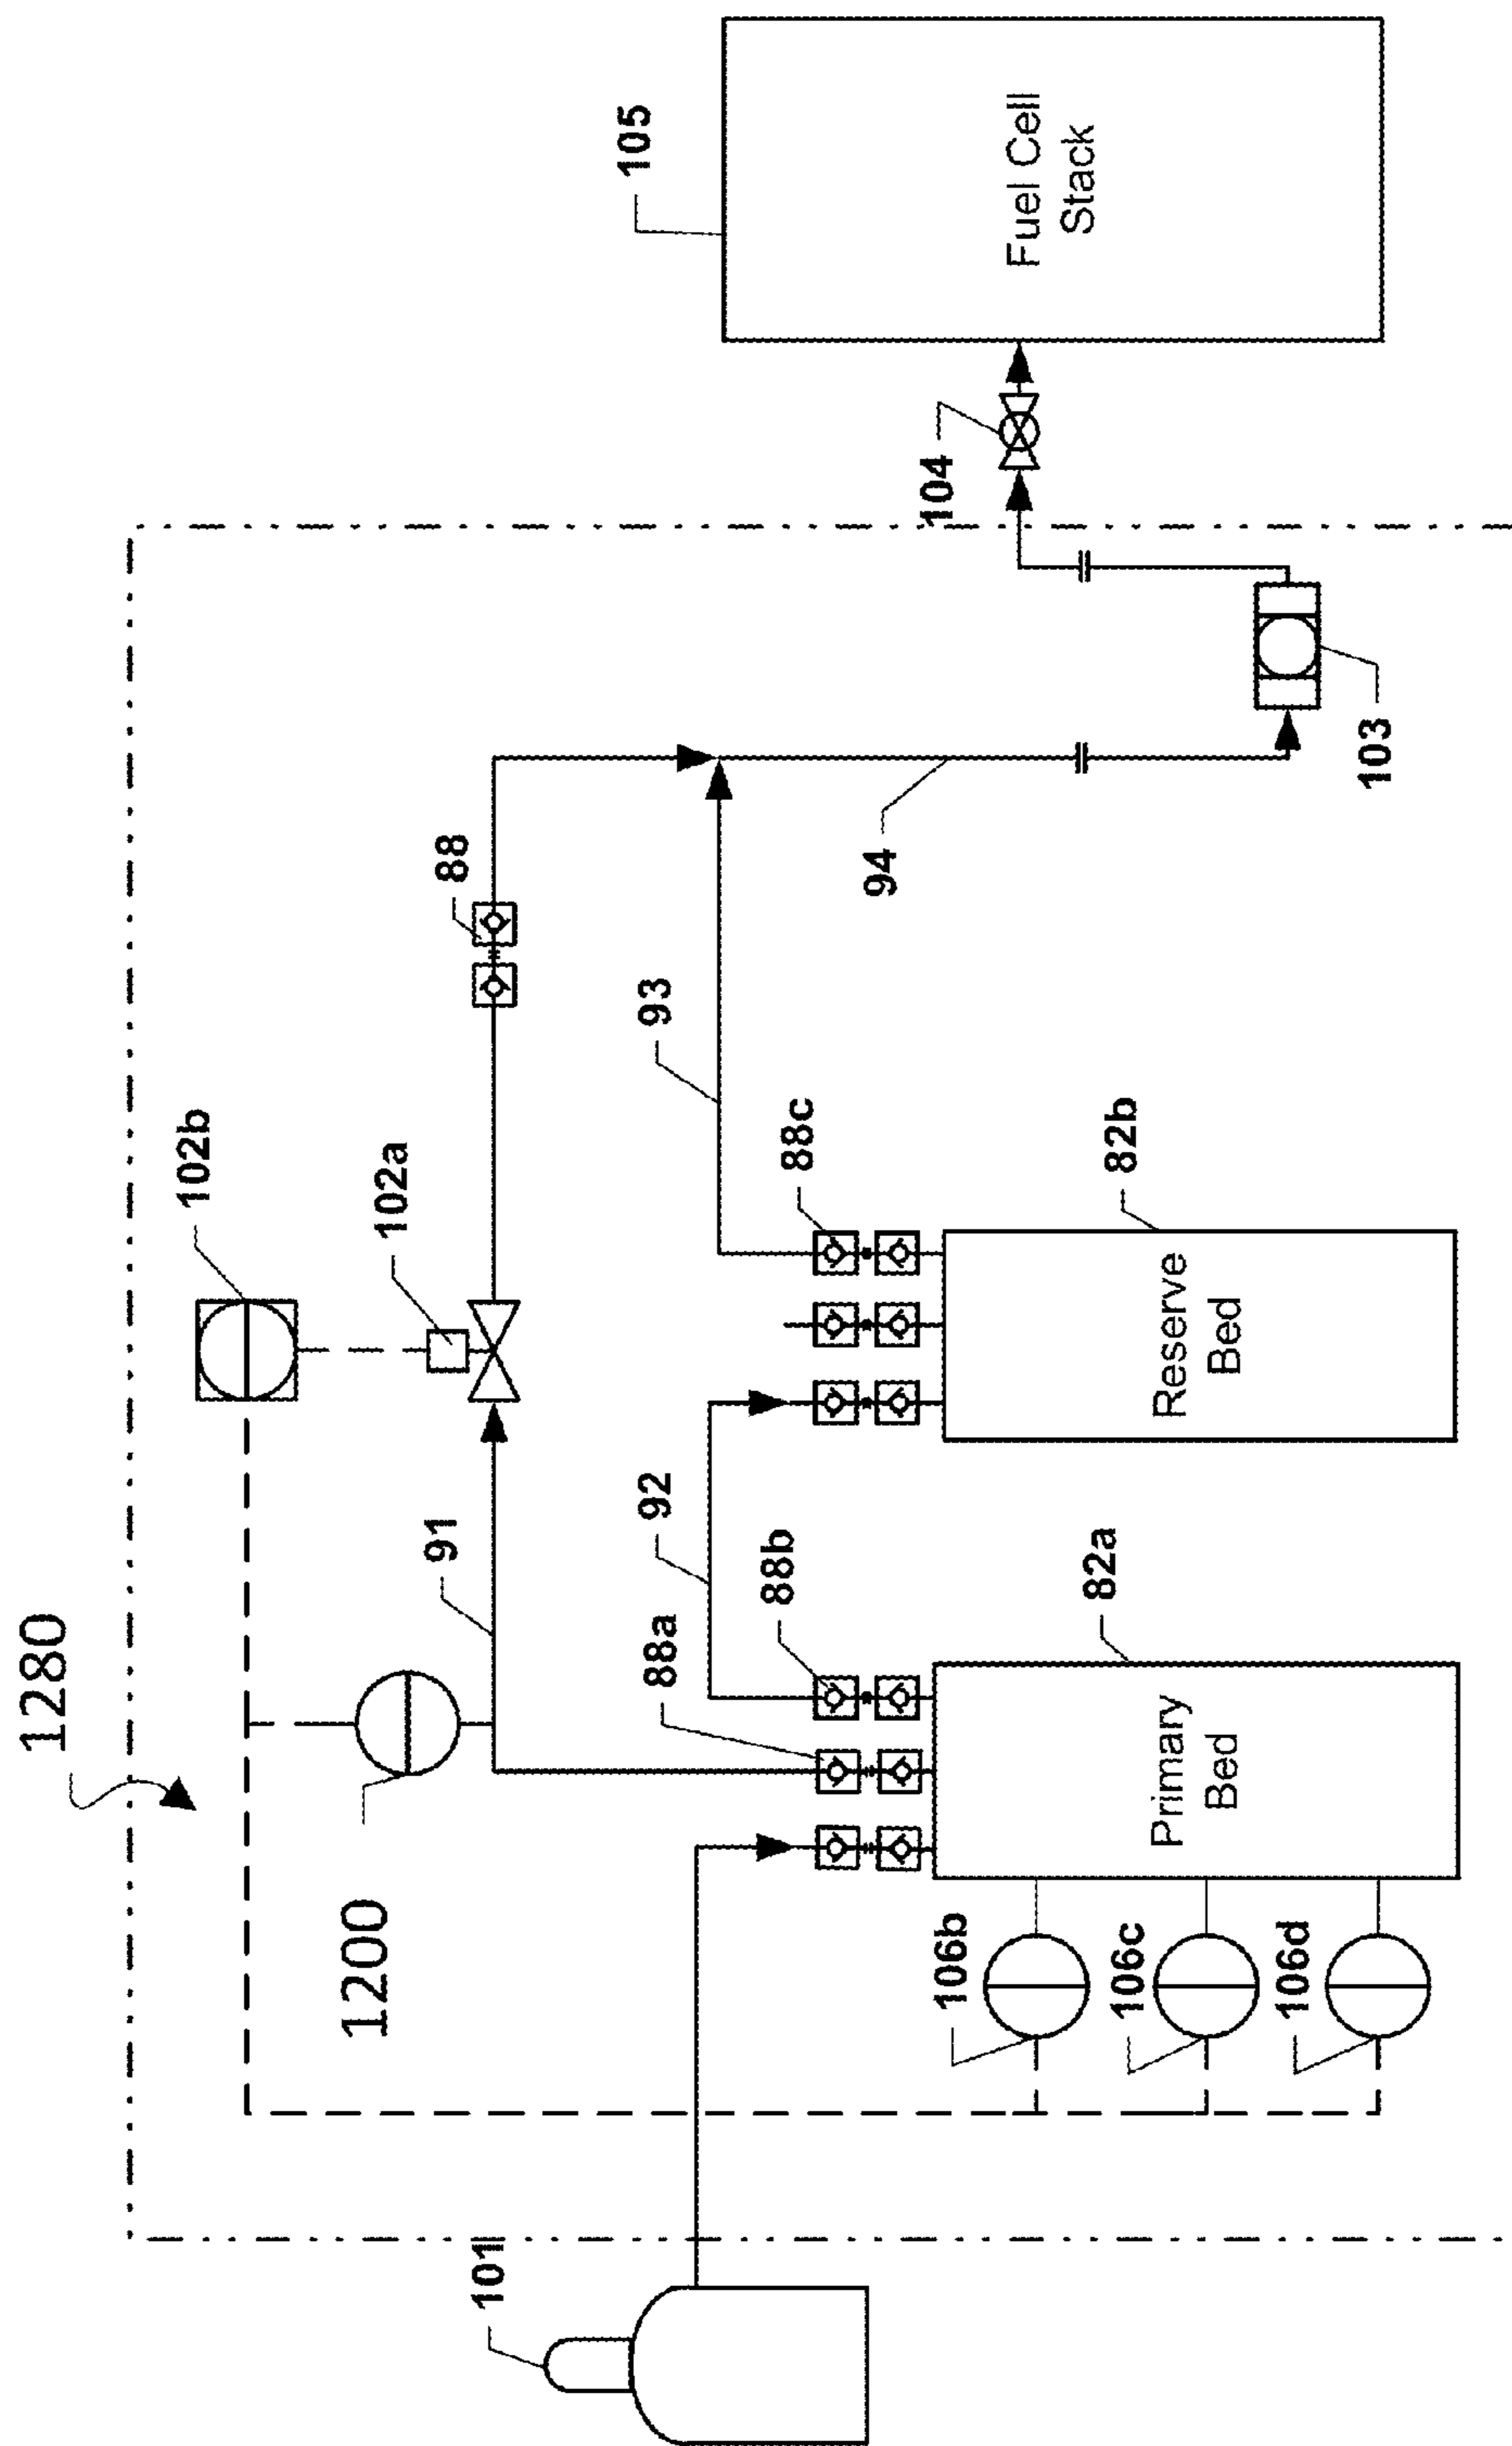 1280
102b
102a
88
105
91
1200
93
104
Fuel Cell
Stack
92
88a
88b
88c
94
103
101
106b
106c
106d
Primary
Bed
82a
Reserve
Bed
82b